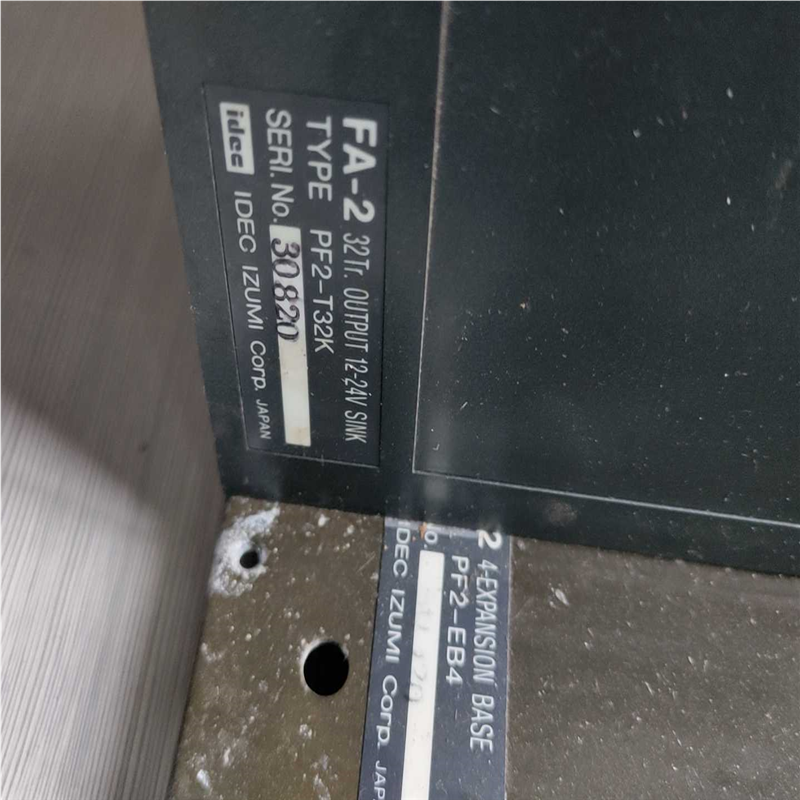 FA-2 32Tr. OUTPUT 12-24V SINK
TYPE PF2-T32K
SERI. No. 30820
idec IDEC IZUMI Corp. JAPAN
2 4-EXPANSION BASE
PF2-EB4
o.
IDEC IZUMI Corp. JAP